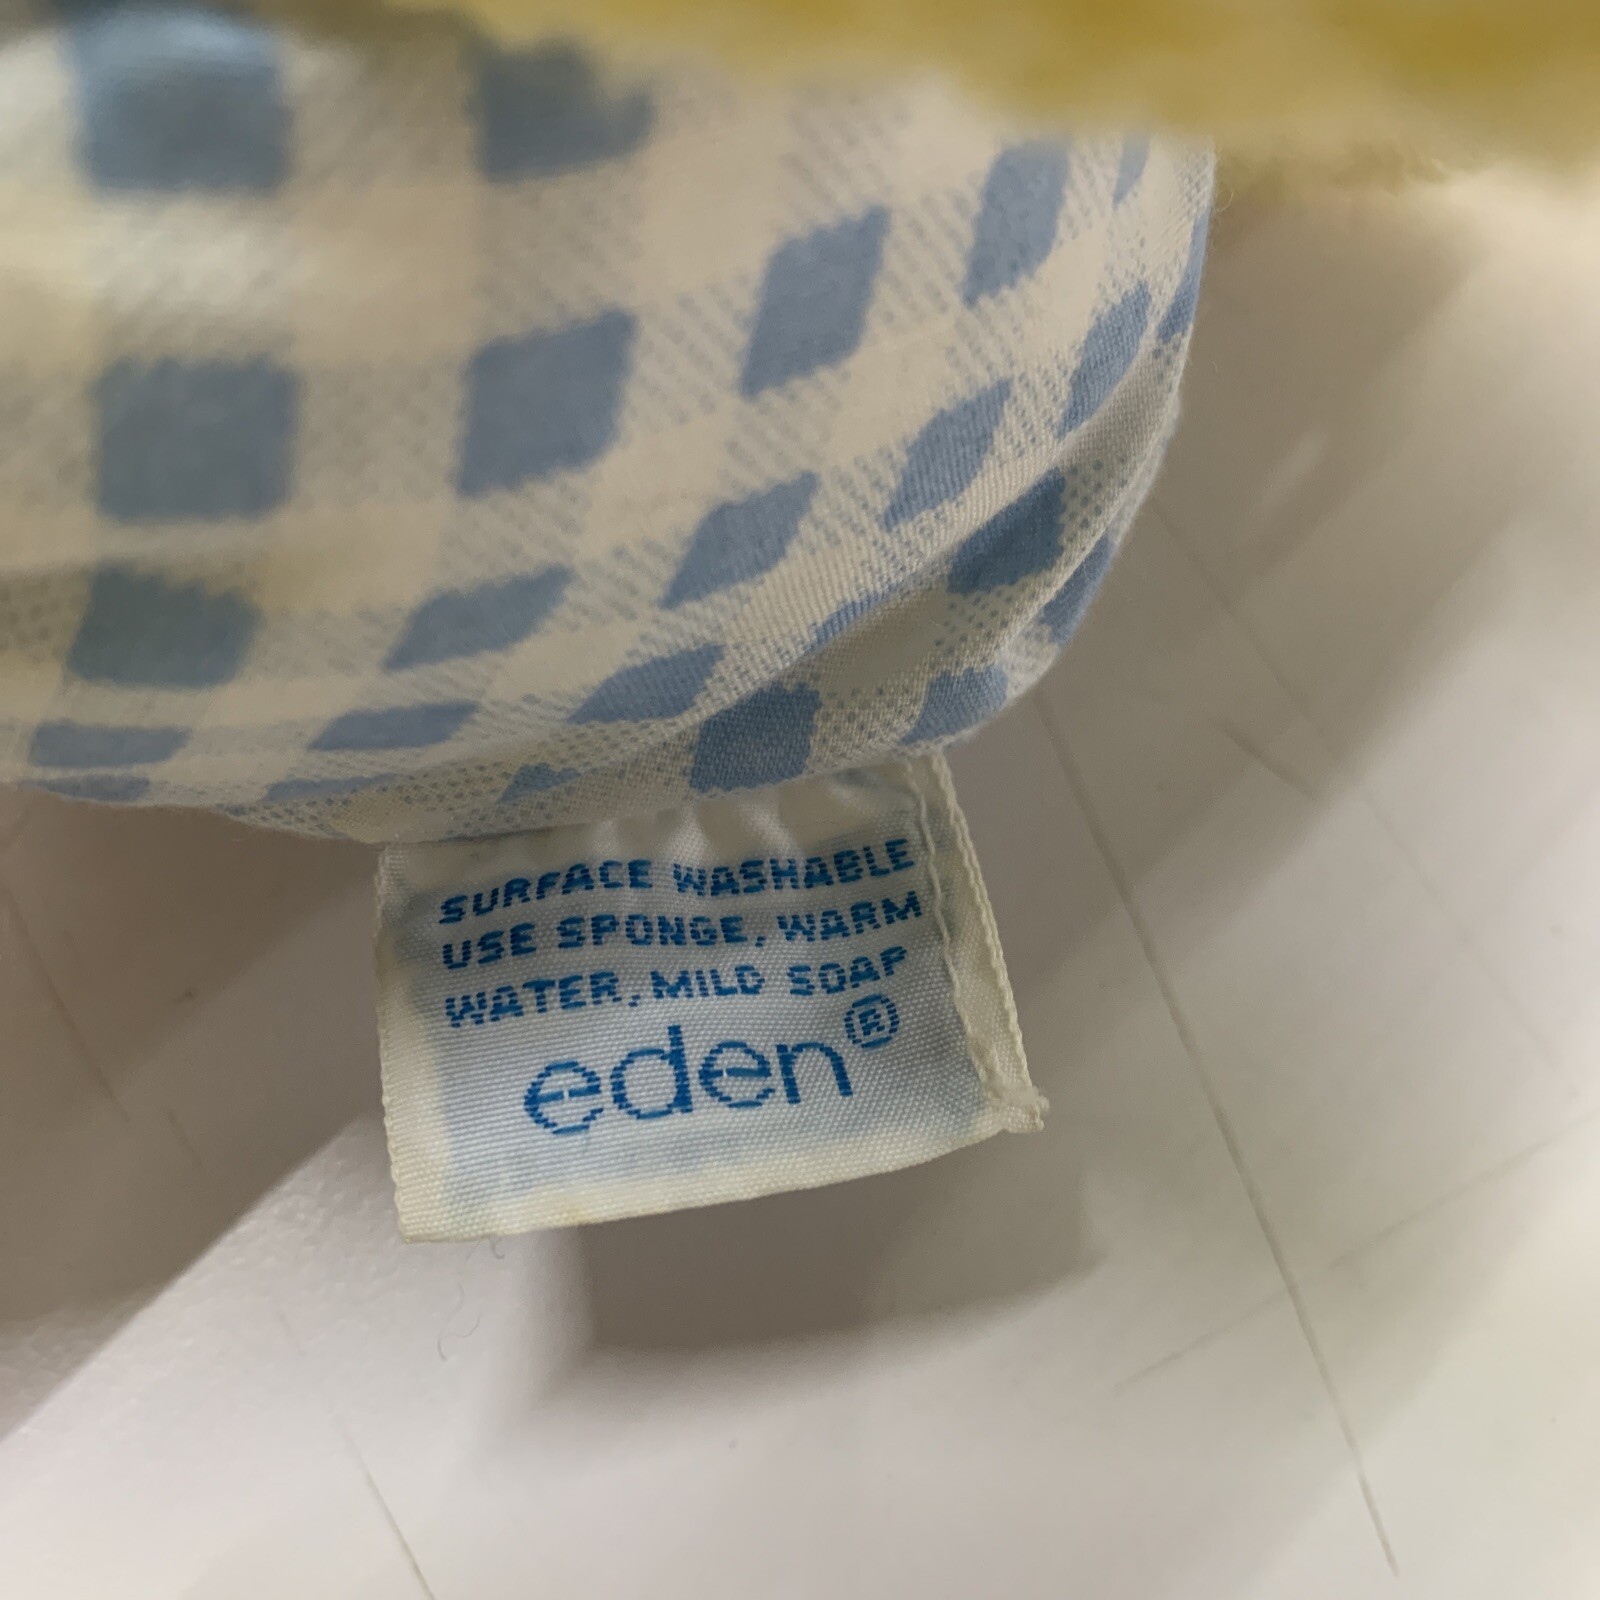 SURFACE WASHABLE
USE SPONGE, WARM
WATER, MILD SOAP
eden®